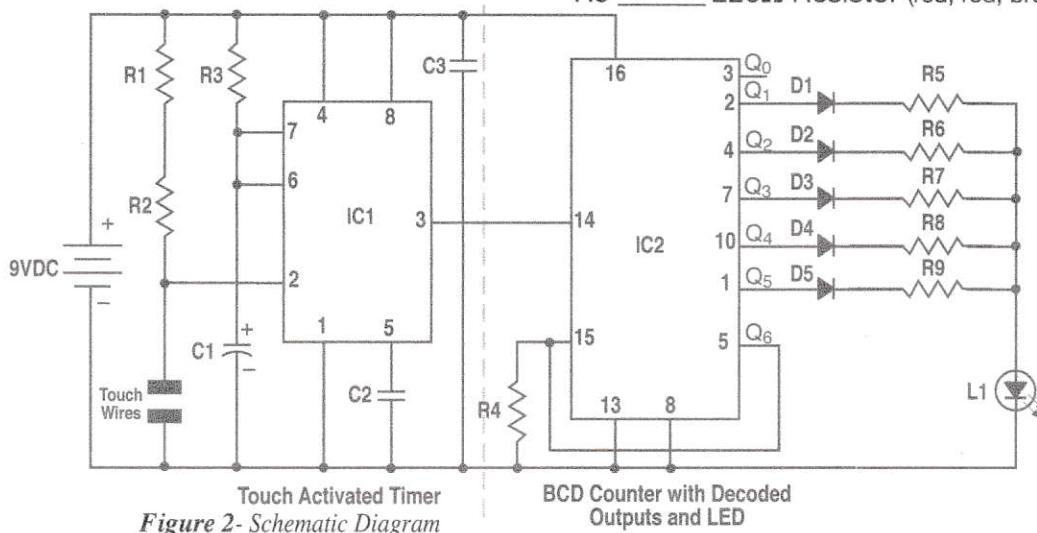 220Ω Resistor (red, red, br
R1
R3
C3
R2
9VDC
+
−
Touch
Wires
C1
+
−
4
8
7
6
IC1
3
2
1
5
C2
16
3
Q0
2
Q1
D1
R5
4
Q2
D2
R6
7
Q3
D3
R7
14
IC2
10
Q4
D4
R8
1
Q5
D5
R9
15
5
Q6
R4
13
8
L1
Touch Activated Timer
Figure 2- Schematic Diagram
BCD Counter with Decoded
Outputs and LED